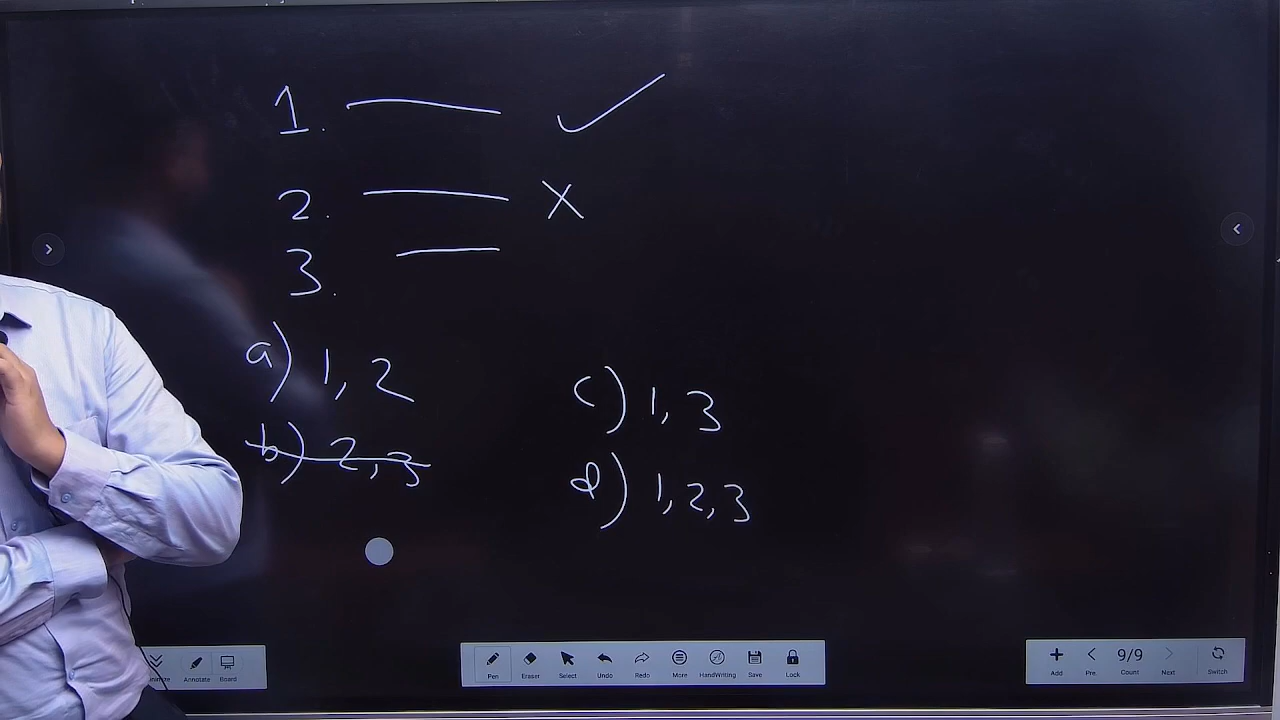 1. ✓
2. X
3.
a) 1, 2
b) 2, 3
c) 1, 3
d) 1, 2, 3
Annotate Board
Pen Eraser Select Undo Redo More HandWriting Save Lock
9/9
Add Pre. Count Next Switch